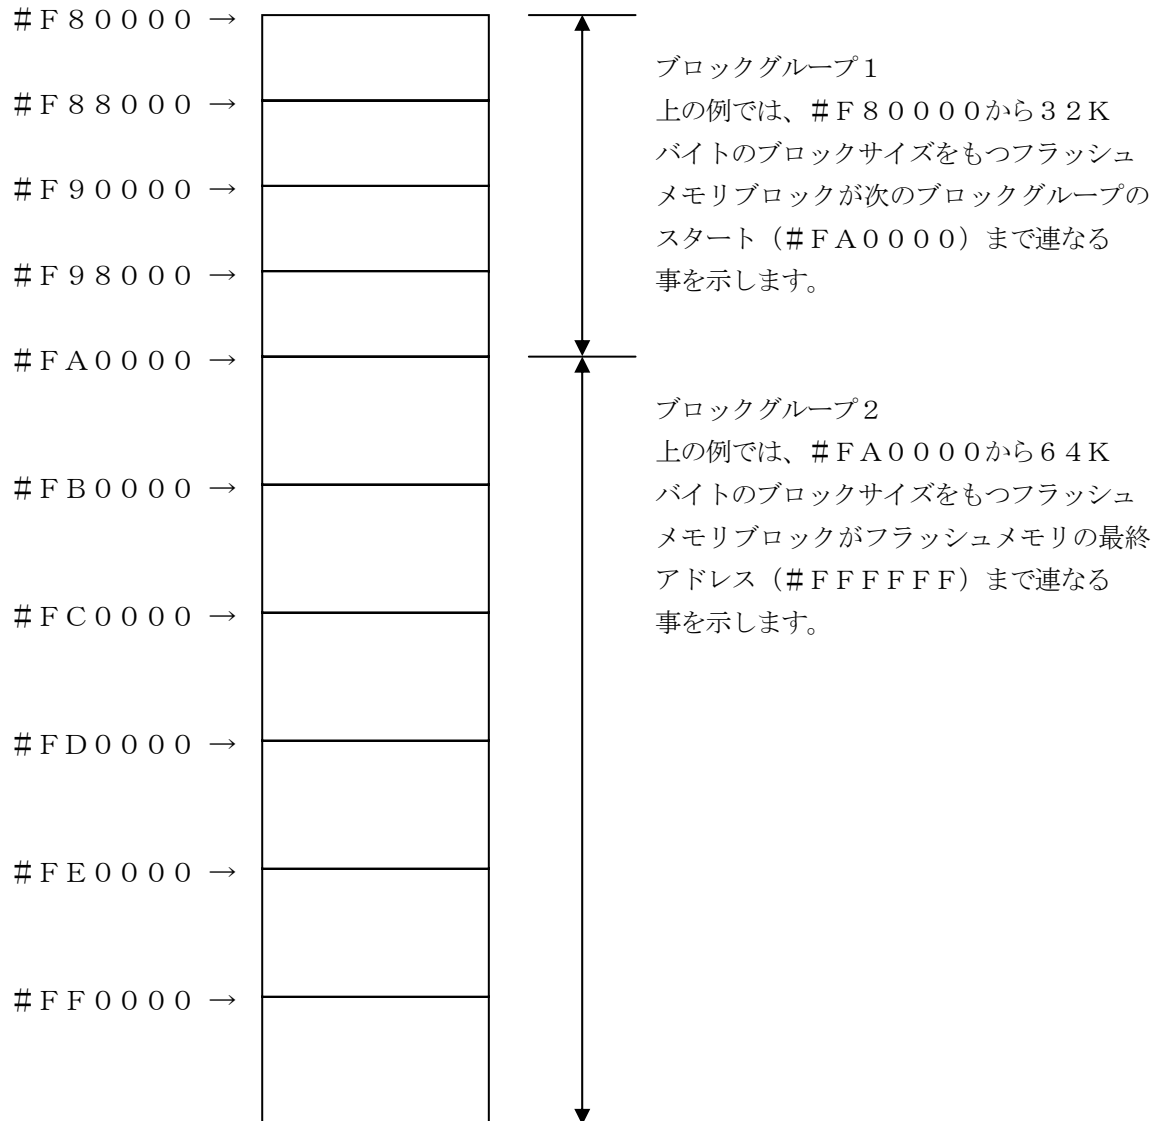 #F80000 →
#F88000 →
#F90000 →
#F98000 →
#FA0000 →
#FB0000 →
#FC0000 →
#FD0000 →
#FE0000 →
#FF0000 →
ブロックグループ1
上の例では、#F80000から32K
バイトのブロックサイズをもつフラッシュ
メモリブロックが次のブロックグループの
スタート(#FA0000)まで連なる
事を示します。
ブロックグループ2
上の例では、#FA0000から64K
バイトのブロックサイズをもつフラッシュ
メモリブロックがフラッシュメモリの最終
アドレス(#FFFFFF)まで連なる
事を示します。